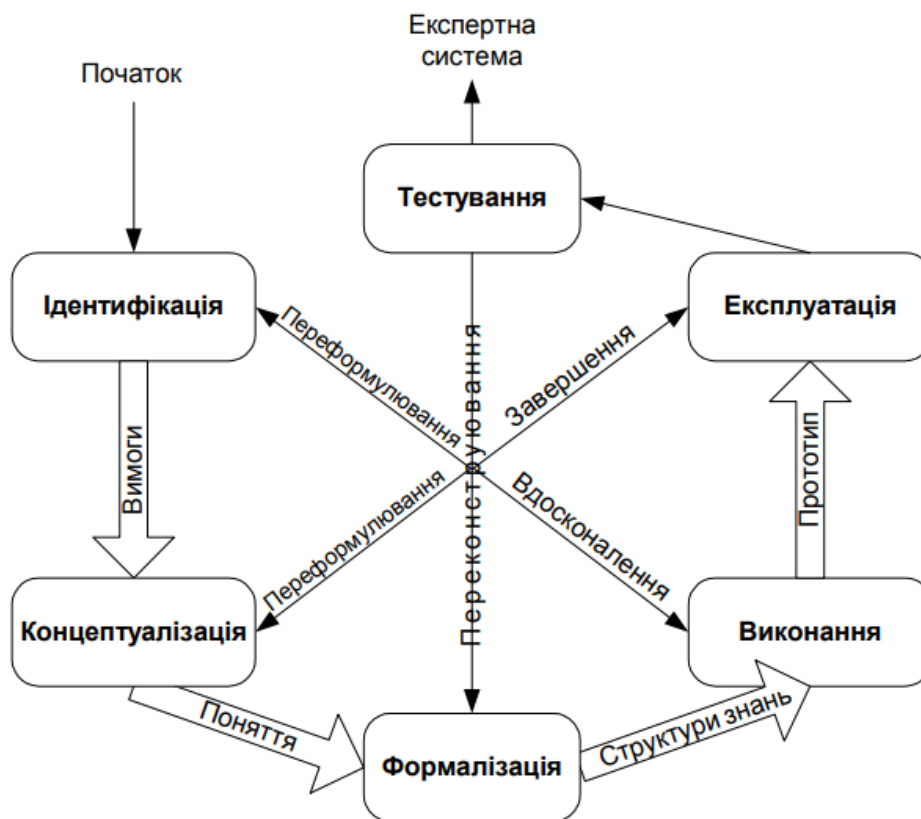 Експертна
система
Початок
Тестування
Ідентифікація
Експлуатація
Переформулювання
Переконструювання
Завершення
Вимоги
Прототип
Переформулювання
Вдосконалення
Концептуалізація
Виконання
Поняття
Структури знань
Формалізація